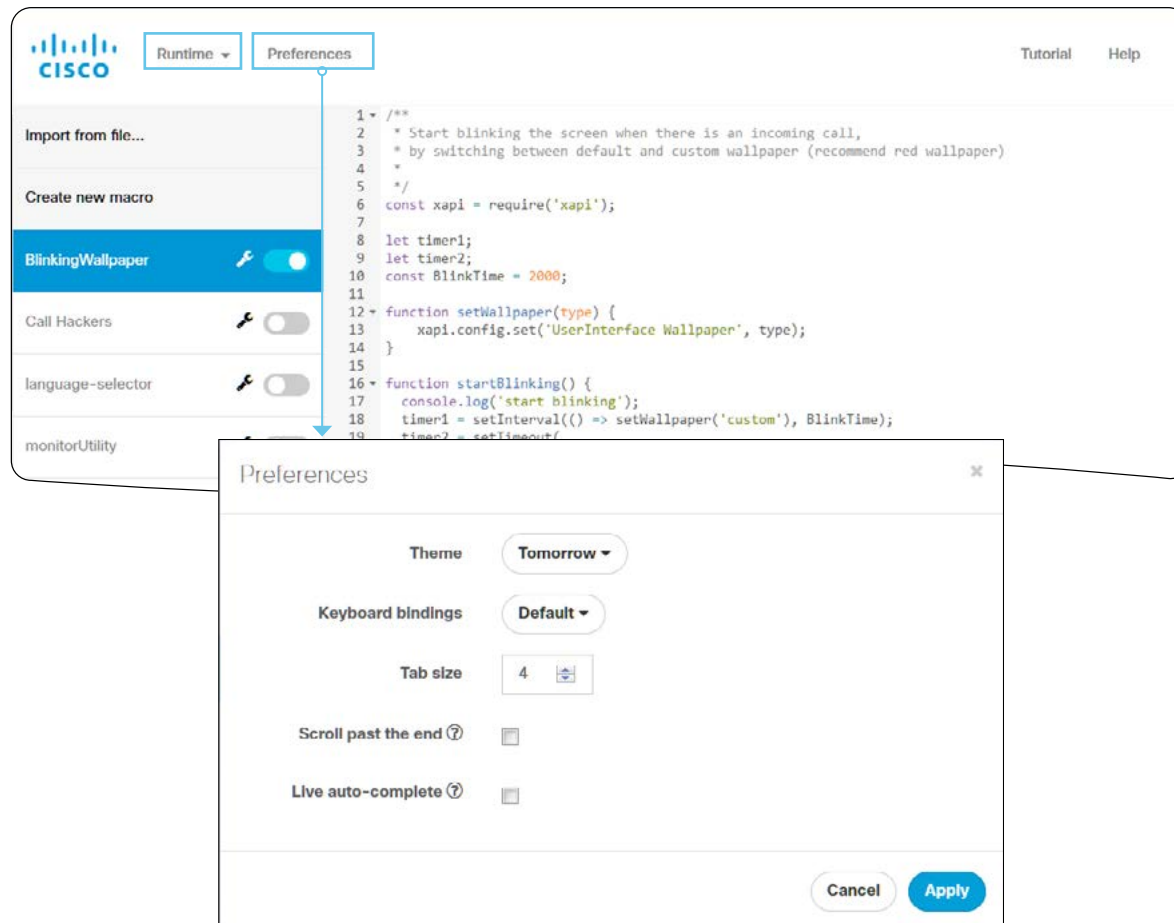 CISCO
Runtime
Preferences
Tutorial
Help
Import from file...
Create new macro
BlinkingWallpaper
Call Hackers
language-selector
monitorUtility
1 /**
2 * Start blinking the screen when there is an incoming call,
3 * by switching between default and custom wallpaper (recommend red wallpaper)
4 *
5 */
6 const xapi = require('xapi');
7
8 let timer1;
9 let timer2;
10 const BlinkTime = 2000;
11
12 function setWallpaper(type) {
13 xapi.config.set('UserInterface Wallpaper', type);
14 }
15
16 function startBlinking() {
17 console.log('start blinking');
18 timer1 = setInterval(() => setWallpaper('custom'), BlinkTime);
19 timer2 = setTimeout(
Preferences
Theme Tomorrow
Keyboard bindings Default
Tab size 4
Scroll past the end ?
Live auto-complete ?
Cancel Apply